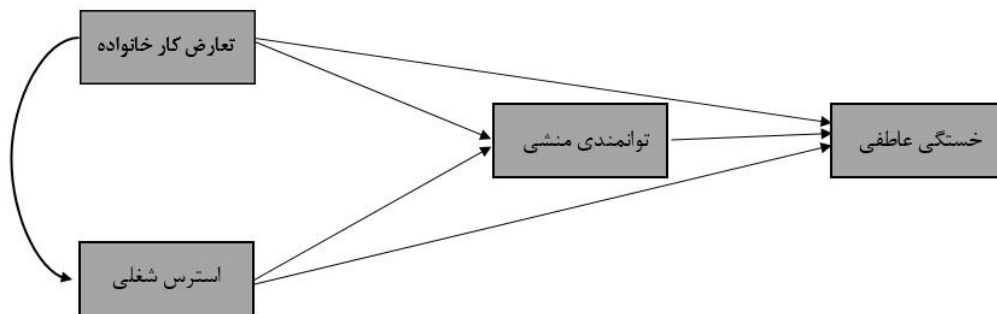 تعارض کار خانواده
توانمندی منشی
خستگی عاطفی
استرس شغلی